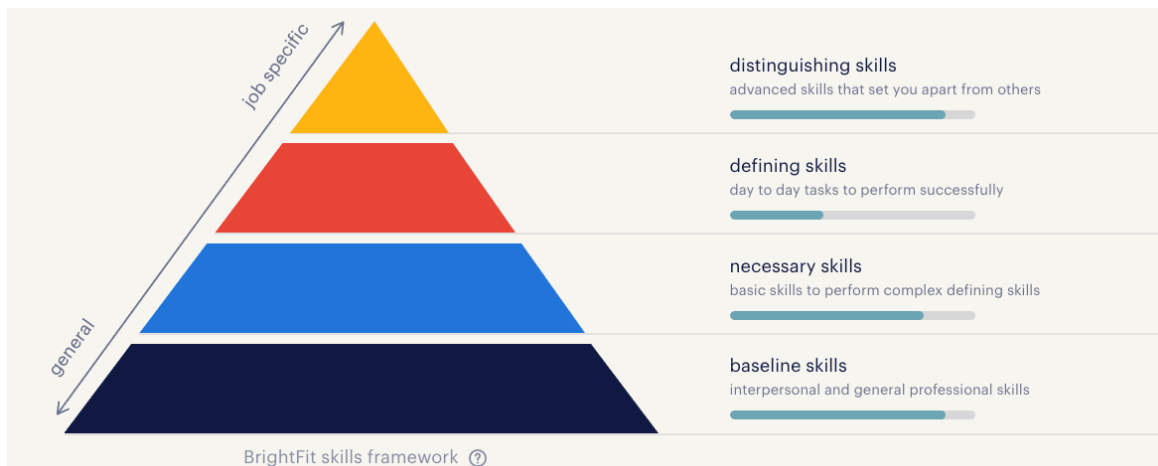 job specific
general
distinguishing skills
advanced skills that set you apart from others
defining skills
day to day tasks to perform successfully
necessary skills
basic skills to perform complex defining skills
baseline skills
interpersonal and general professional skills
BrightFit skills framework ?